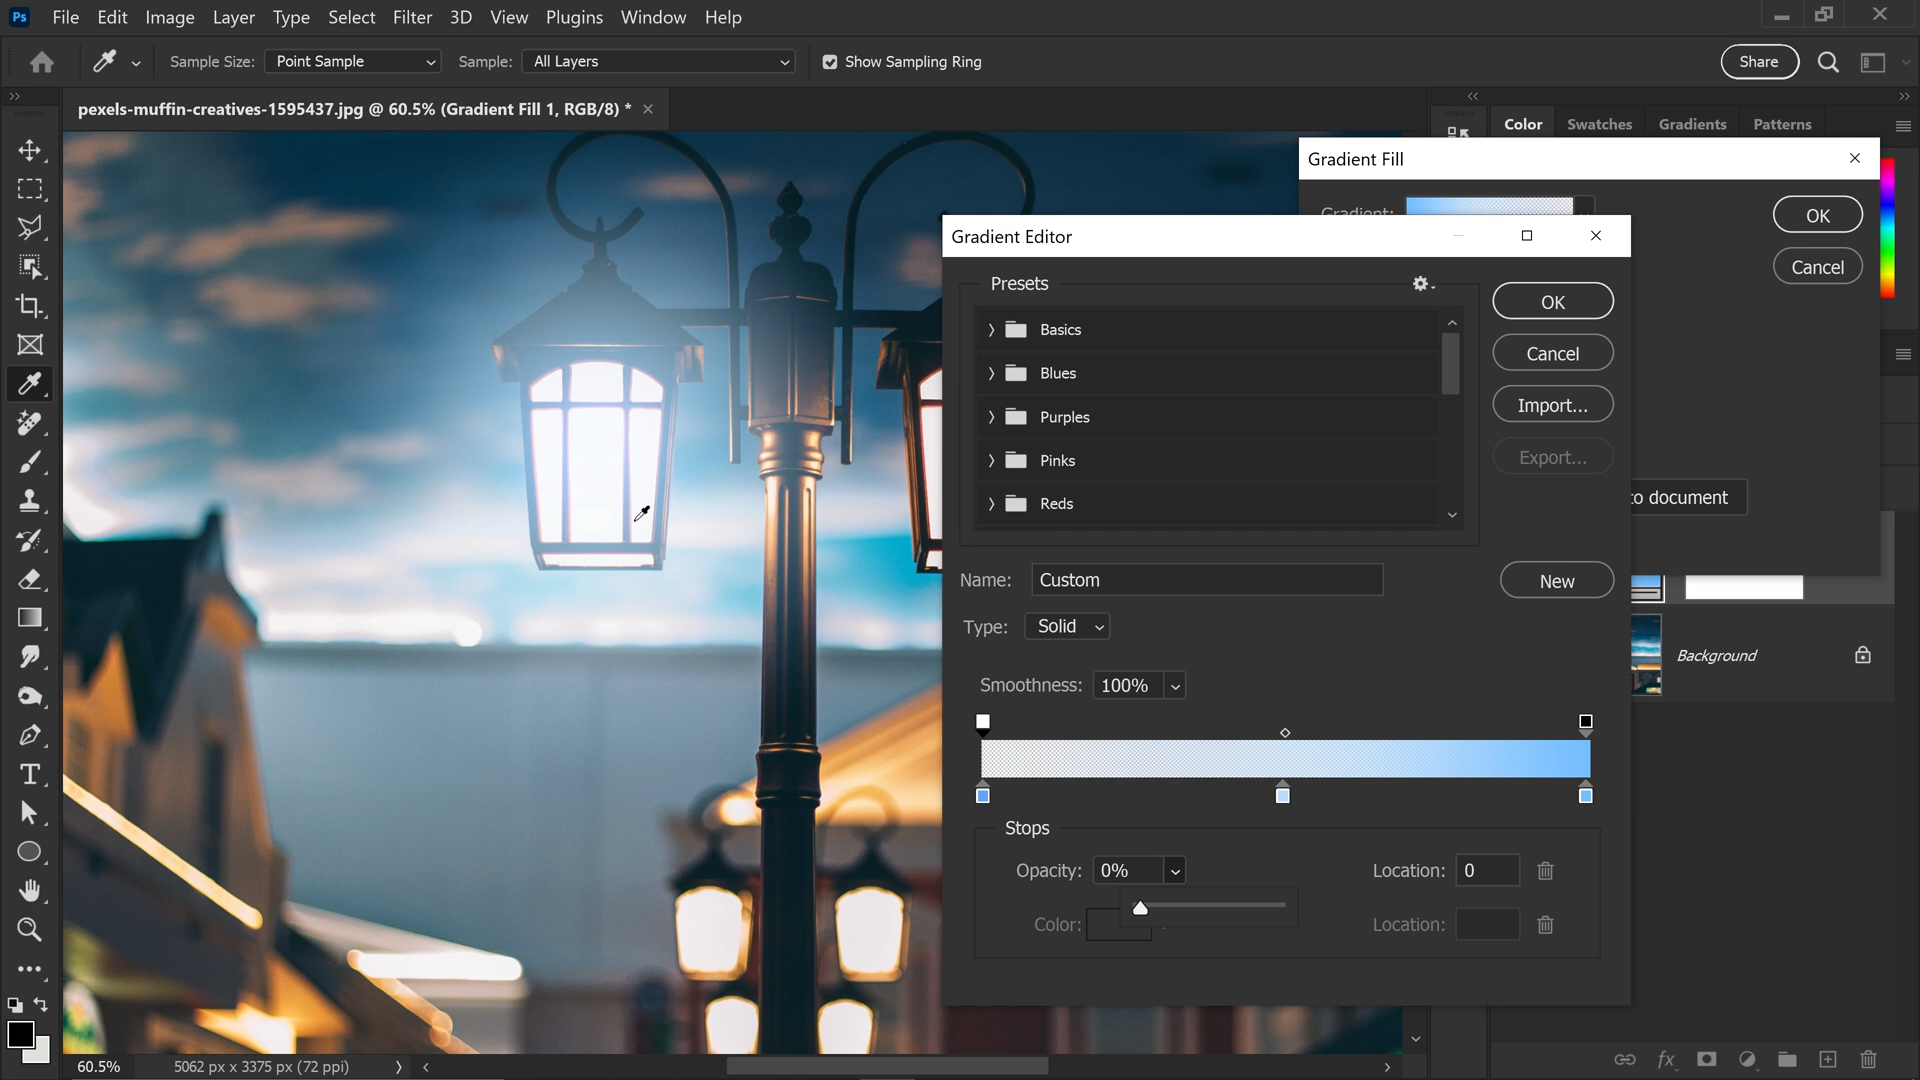 Ps File Edit Image Layer Type Select Filter 3D View Plugins Window Help
Sample Size: Point Sample Sample: All Layers Show Sampling Ring Share
pexels-muffin-creatives-1595437.jpg @ 60.5% (Gradient Fill 1, RGB/8) *
Color Swatches Gradients Patterns
Gradient Fill
Gradient:
OK
Cancel
to document
Gradient Editor
Presets
Basics
Blues
Purples
Pinks
Reds
OK
Cancel
Import...
Export...
Name: Custom
New
Type: Solid
Smoothness: 100%
Stops
Opacity: 0% Location: 0
Color: Location:
Background
60.5% 5062 px x 3375 px (72 ppi)
fx